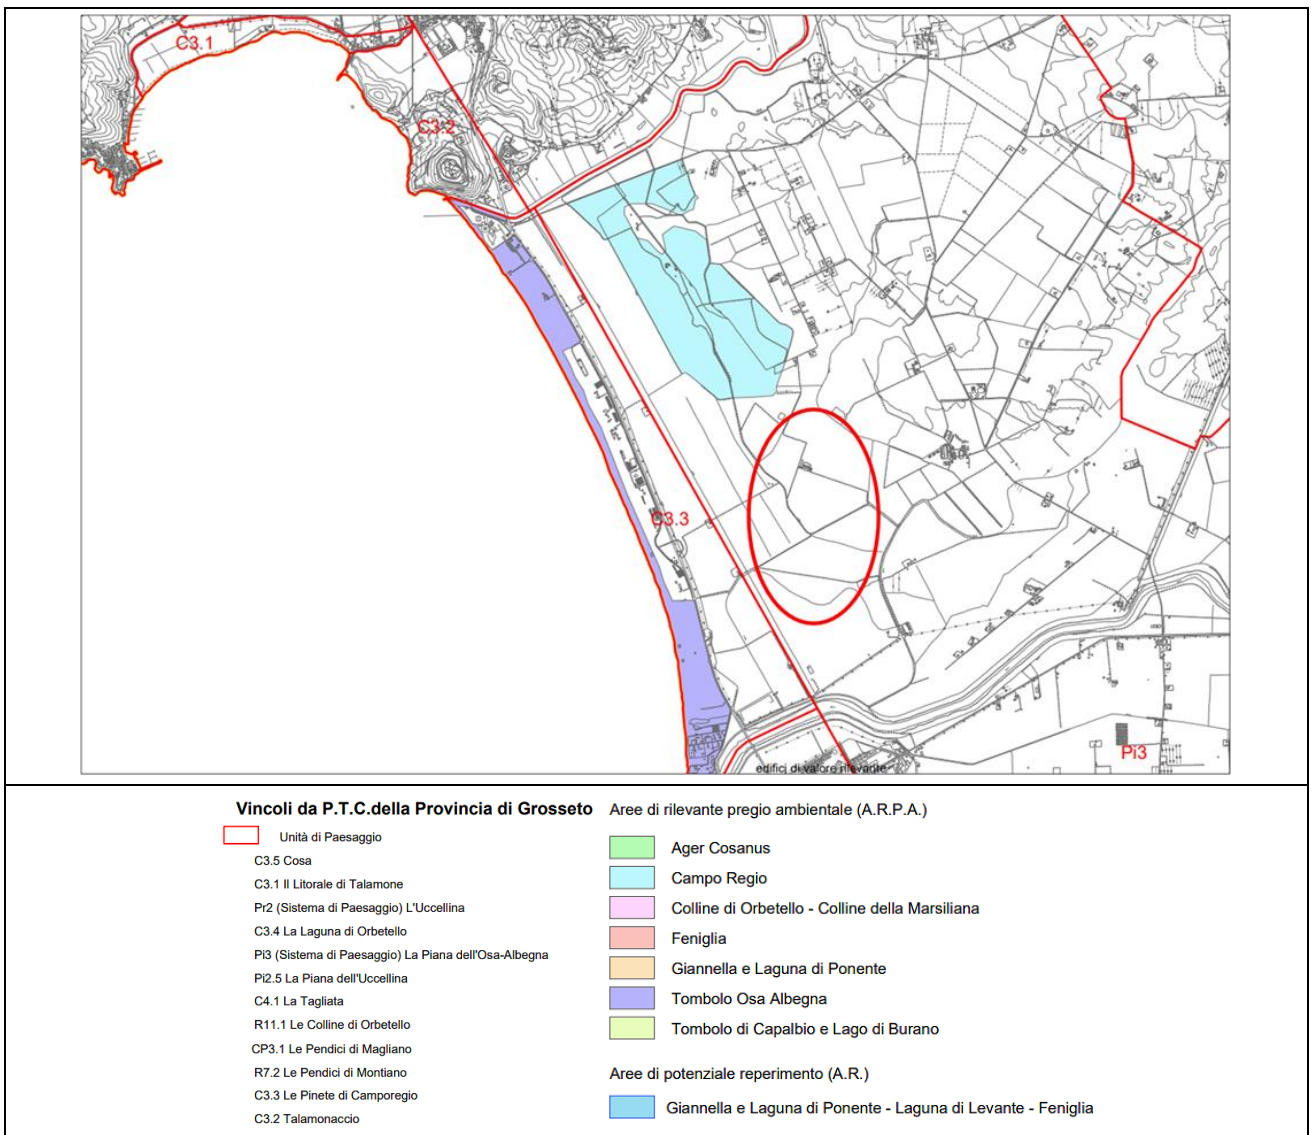 C3.1
C3.2
C3.3
Pi3
edifici di valore rilevante
Vincoli da P.T.C.della Provincia di Grosseto
Unità di Paesaggio
C3.5 Cosa
C3.1 Il Litorale di Talamone
Pr2 (Sistema di Paesaggio) L'Uccellina
C3.4 La Laguna di Orbetello
Pi3 (Sistema di Paesaggio) La Piana dell'Osa-Albegna
Pi2.5 La Piana dell'Uccellina
C4.1 La Tagliata
R11.1 Le Colline di Orbetello
CP3.1 Le Pendici di Magliano
R7.2 Le Pendici di Montiano
C3.3 Le Pinete di Camporegio
C3.2 Talamonaccio
Aree di rilevante pregio ambientale (A.R.P.A.)
Ager Cosanus
Campo Regio
Colline di Orbetello - Colline della Marsiliana
Feniglia
Giannella e Laguna di Ponente
Tombolo Osa Albegna
Tombolo di Capalbio e Lago di Burano
Aree di potenziale reperimento (A.R.)
Giannella e Laguna di Ponente - Laguna di Levante - Feniglia